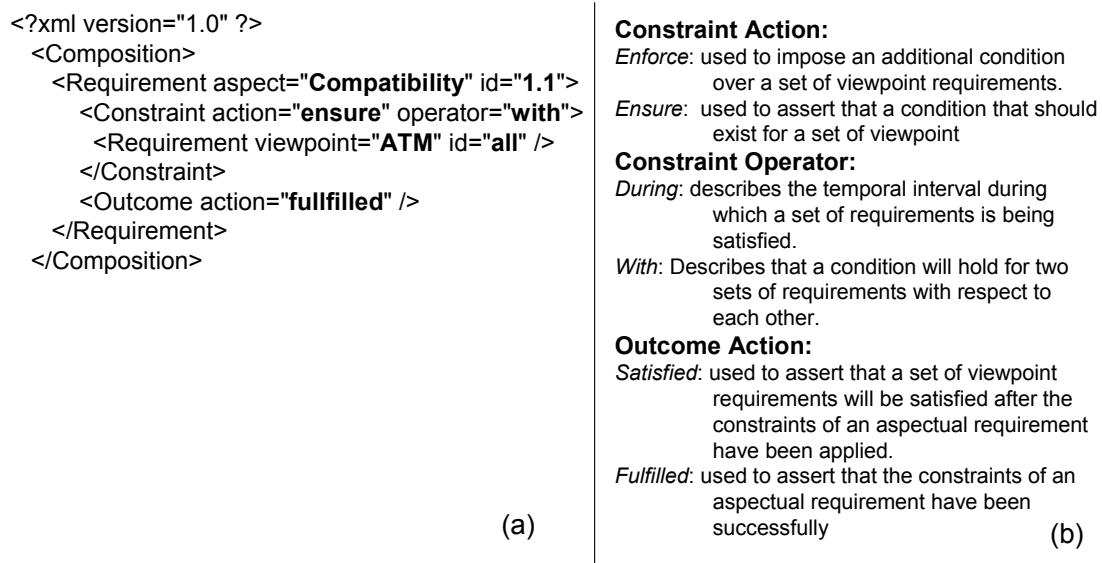 <?xml version="1.0" ?>
<Composition>
<Requirement aspect="Compatibility" id="1.1">
<Constraint action="ensure" operator="with">
<Requirement viewpoint="ATM" id="all" />
</Constraint>
<Outcome action="fullfilled" />
</Requirement>
</Composition>
(a)
Constraint Action:
Enforce: used to impose an additional condition
over a set of viewpoint requirements.
Ensure: used to assert that a condition that should
exist for a set of viewpoint
Constraint Operator:
During: describes the temporal interval during
which a set of requirements is being
satisfied.
With: Describes that a condition will hold for two
sets of requirements with respect to
each other.
Outcome Action:
Satisfied: used to assert that a set of viewpoint
requirements will be satisfied after the
constraints of an aspectual requirement
have been applied.
Fulfilled: used to assert that the constraints of an
aspectual requirement have been
successfully
(b)